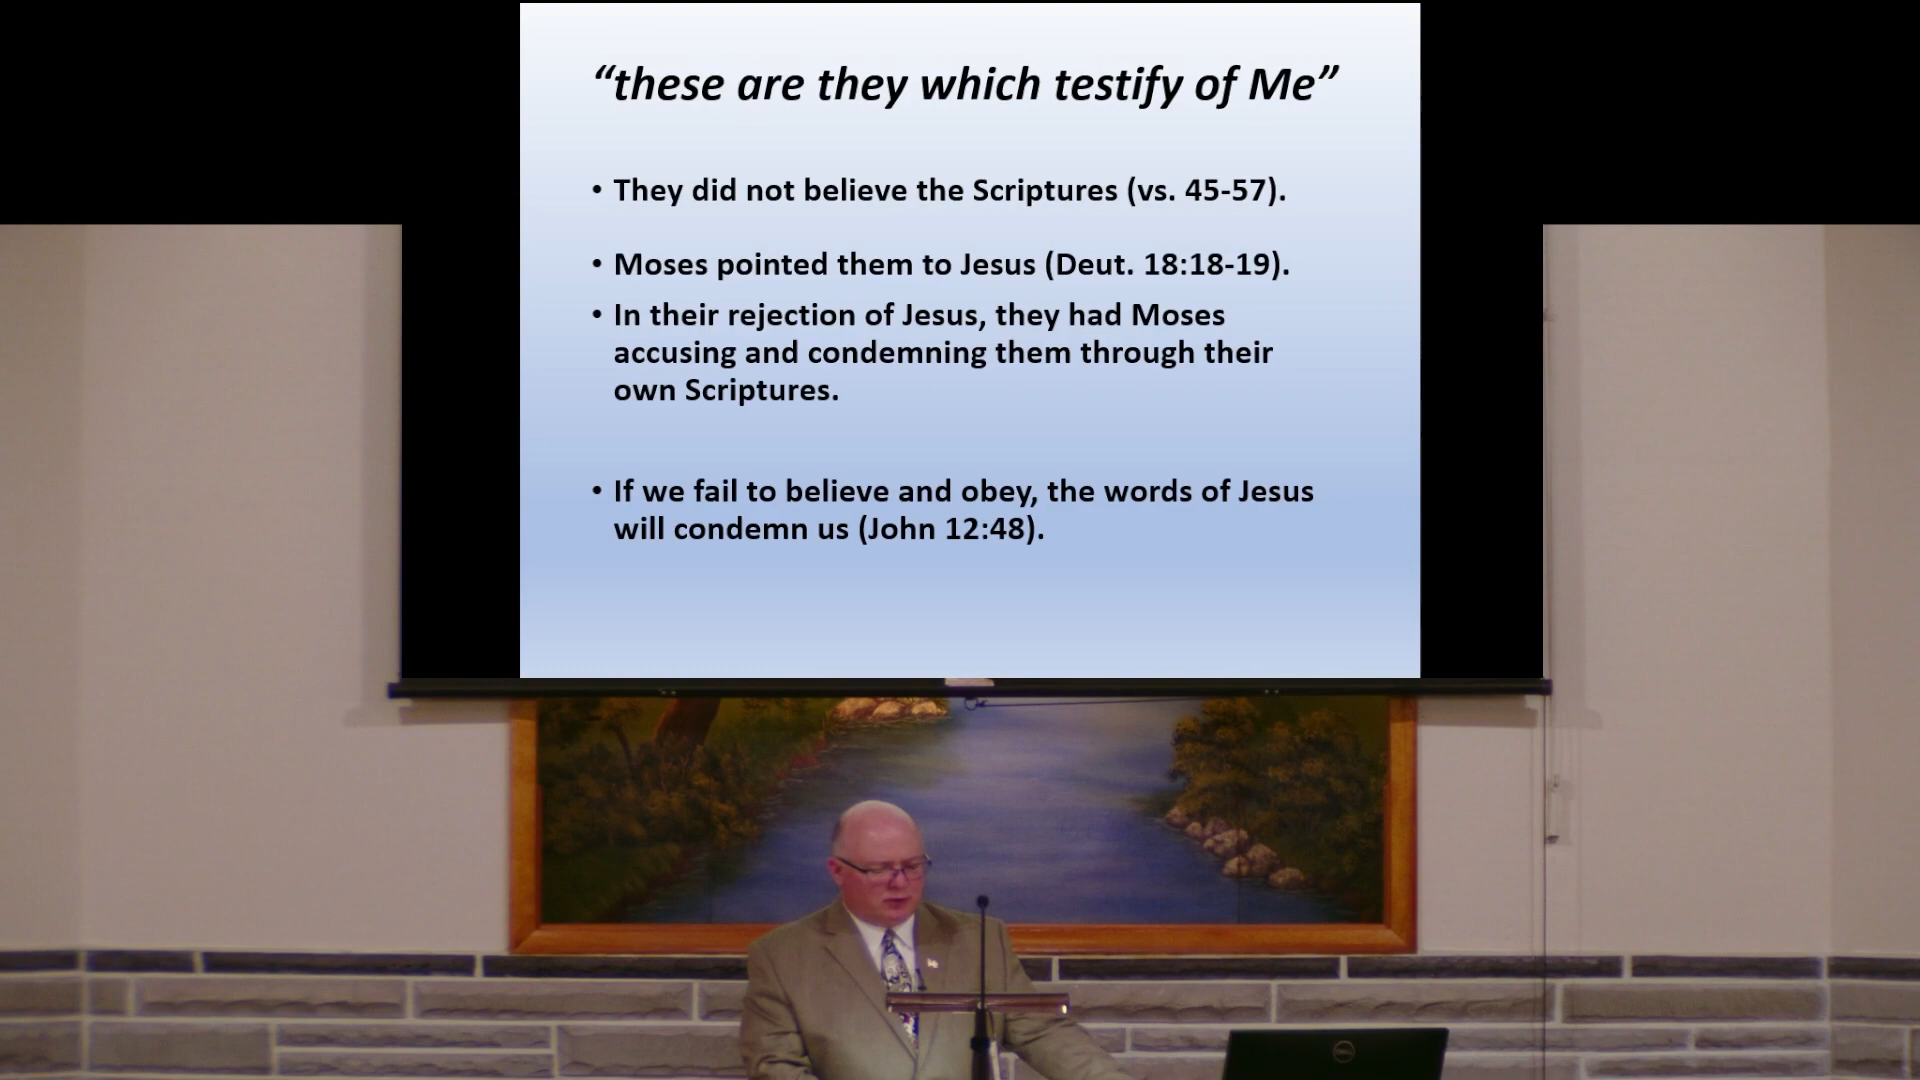 “these are they which testify of Me”
• They did not believe the Scriptures (vs. 45-57).
• Moses pointed them to Jesus (Deut. 18:18-19).
• In their rejection of Jesus, they had Moses
accusing and condemning them through their
own Scriptures.
• If we fail to believe and obey, the words of Jesus
will condemn us (John 12:48).
DELL